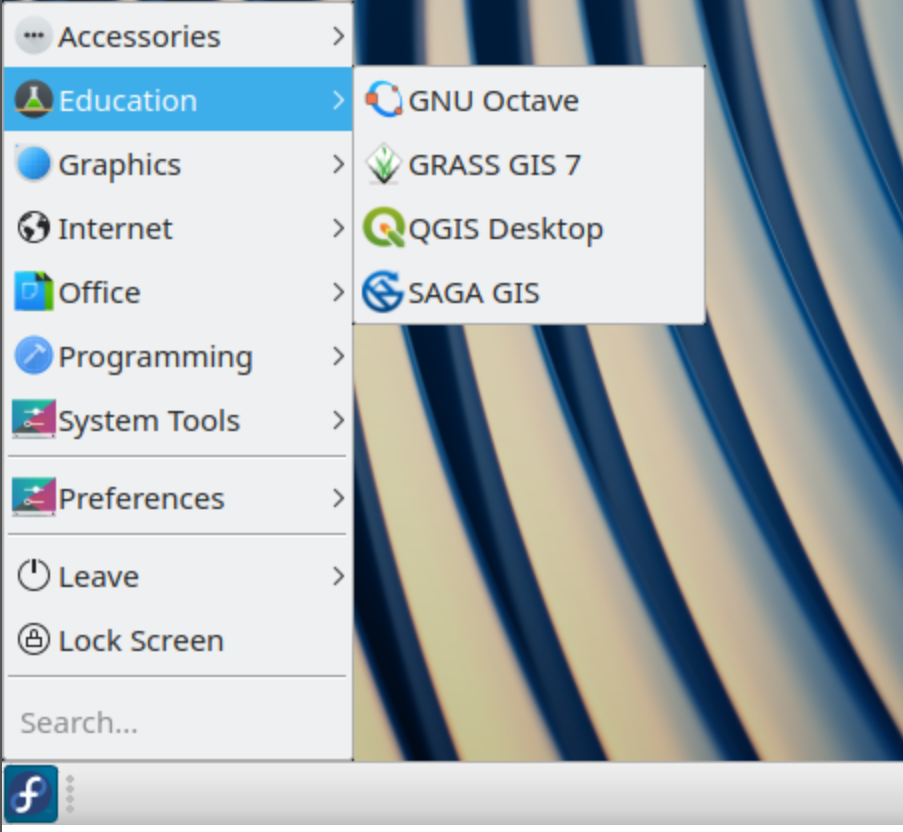 Accessories
Education
GNU Octave
Graphics
GRASS GIS 7
Internet
QGIS Desktop
Office
SAGA GIS
Programming
System Tools
Preferences
Leave
Lock Screen
Search...